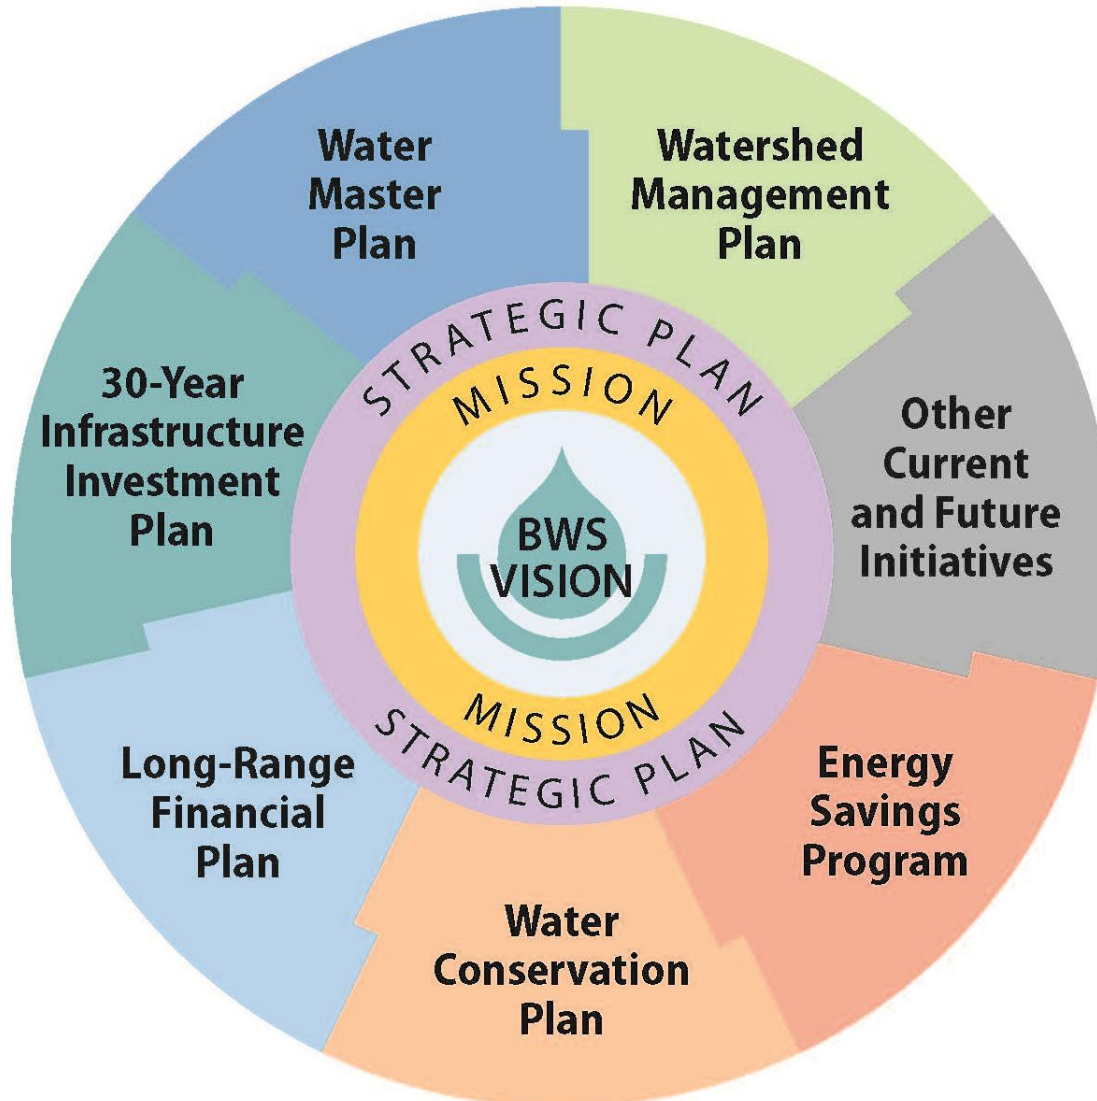 Water
Master
Plan
Watershed
Management
Plan
Other
Current
and Future
Initiatives
Energy
Savings
Program
Water
Conservation
Plan
Long-Range
Financial
Plan
30-Year
Infrastructure
Investment
Plan
STRATEGIC PLAN
MISSION
BWS
VISION
MISSION
STRATEGIC PLAN